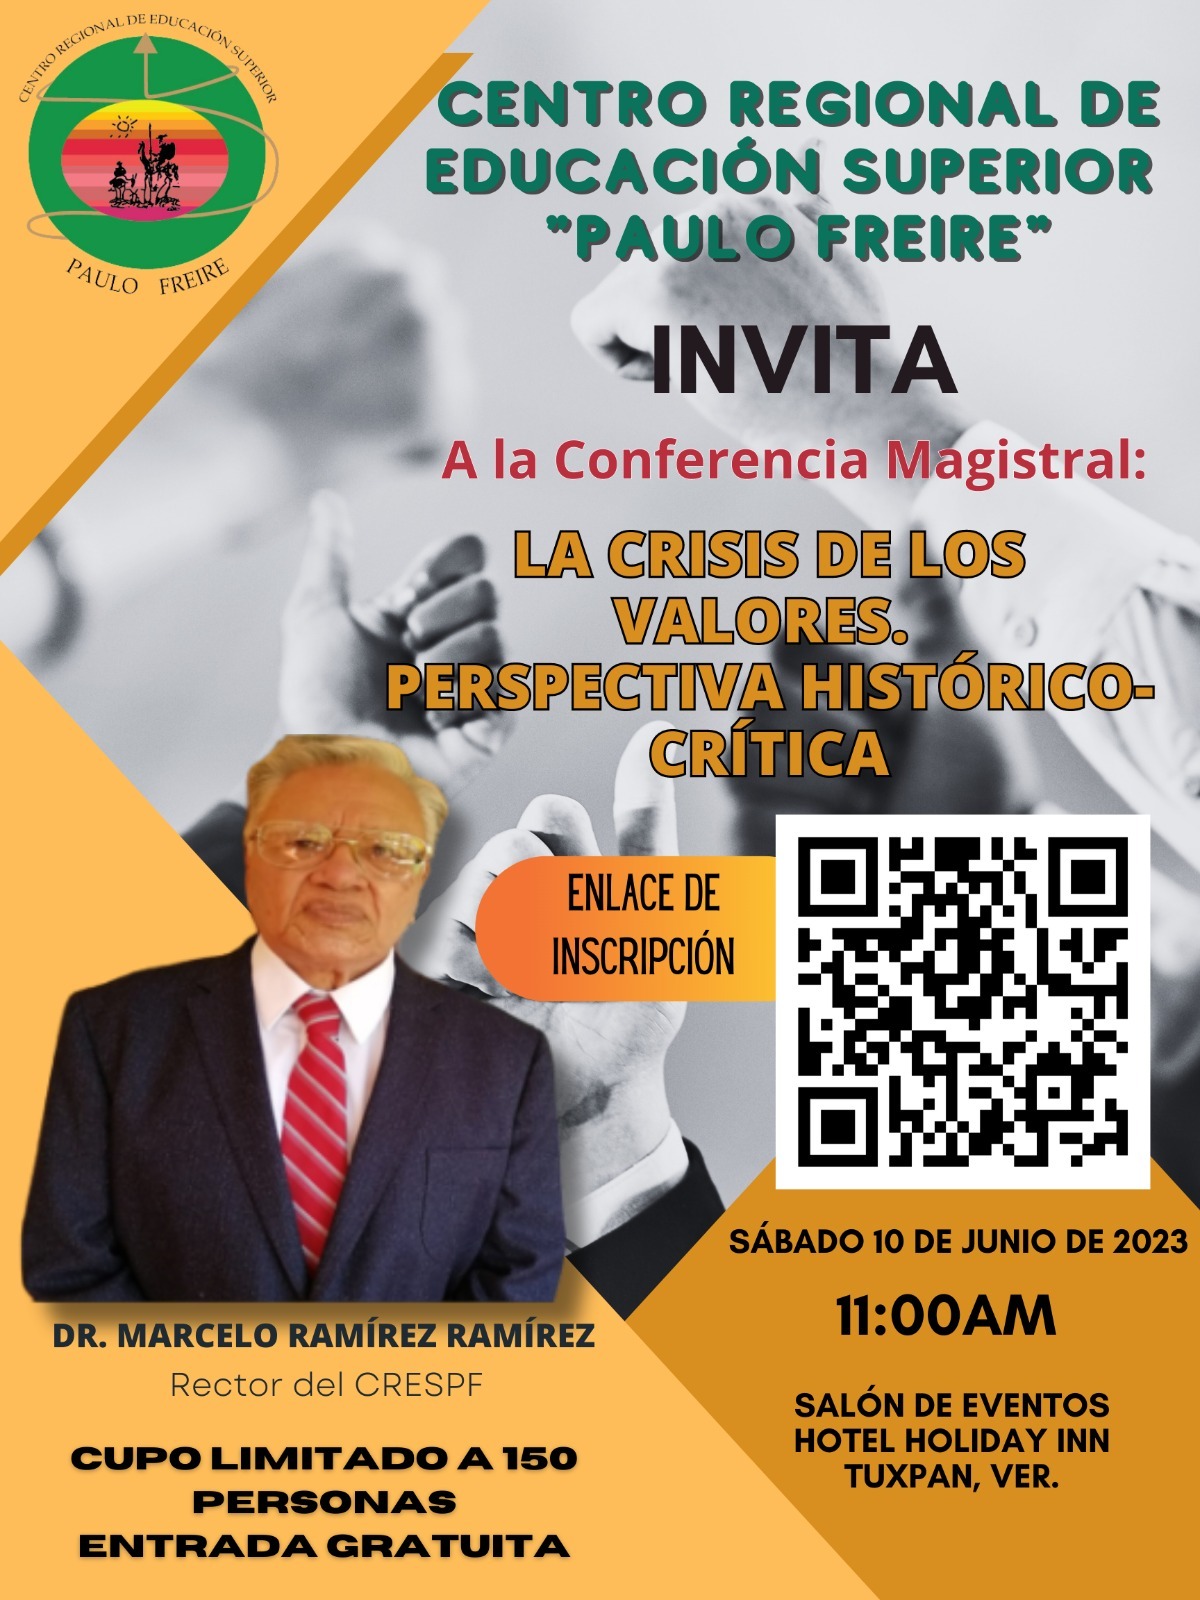 CENTRO REGIONAL DE EDUCACIÓN SUPERIOR
PAULO FREIRE
CENTRO REGIONAL DE
EDUCACIÓN SUPERIOR
"PAULO FREIRE"
INVITA
A la Conferencia Magistral:
LA CRISIS DE LOS
VALORES.
PERSPECTIVA HISTÓRICO-
CRÍTICA
ENLACE DE
INSCRIPCIÓN
SÁBADO 10 DE JUNIO DE 2023
11:00AM
SALÓN DE EVENTOS
HOTEL HOLIDAY INN
TUXPAN, VER.
DR. MARCELO RAMÍREZ RAMÍREZ
Rector del CRESPF
CUPO LIMITADO A 150
PERSONAS
ENTRADA GRATUITA